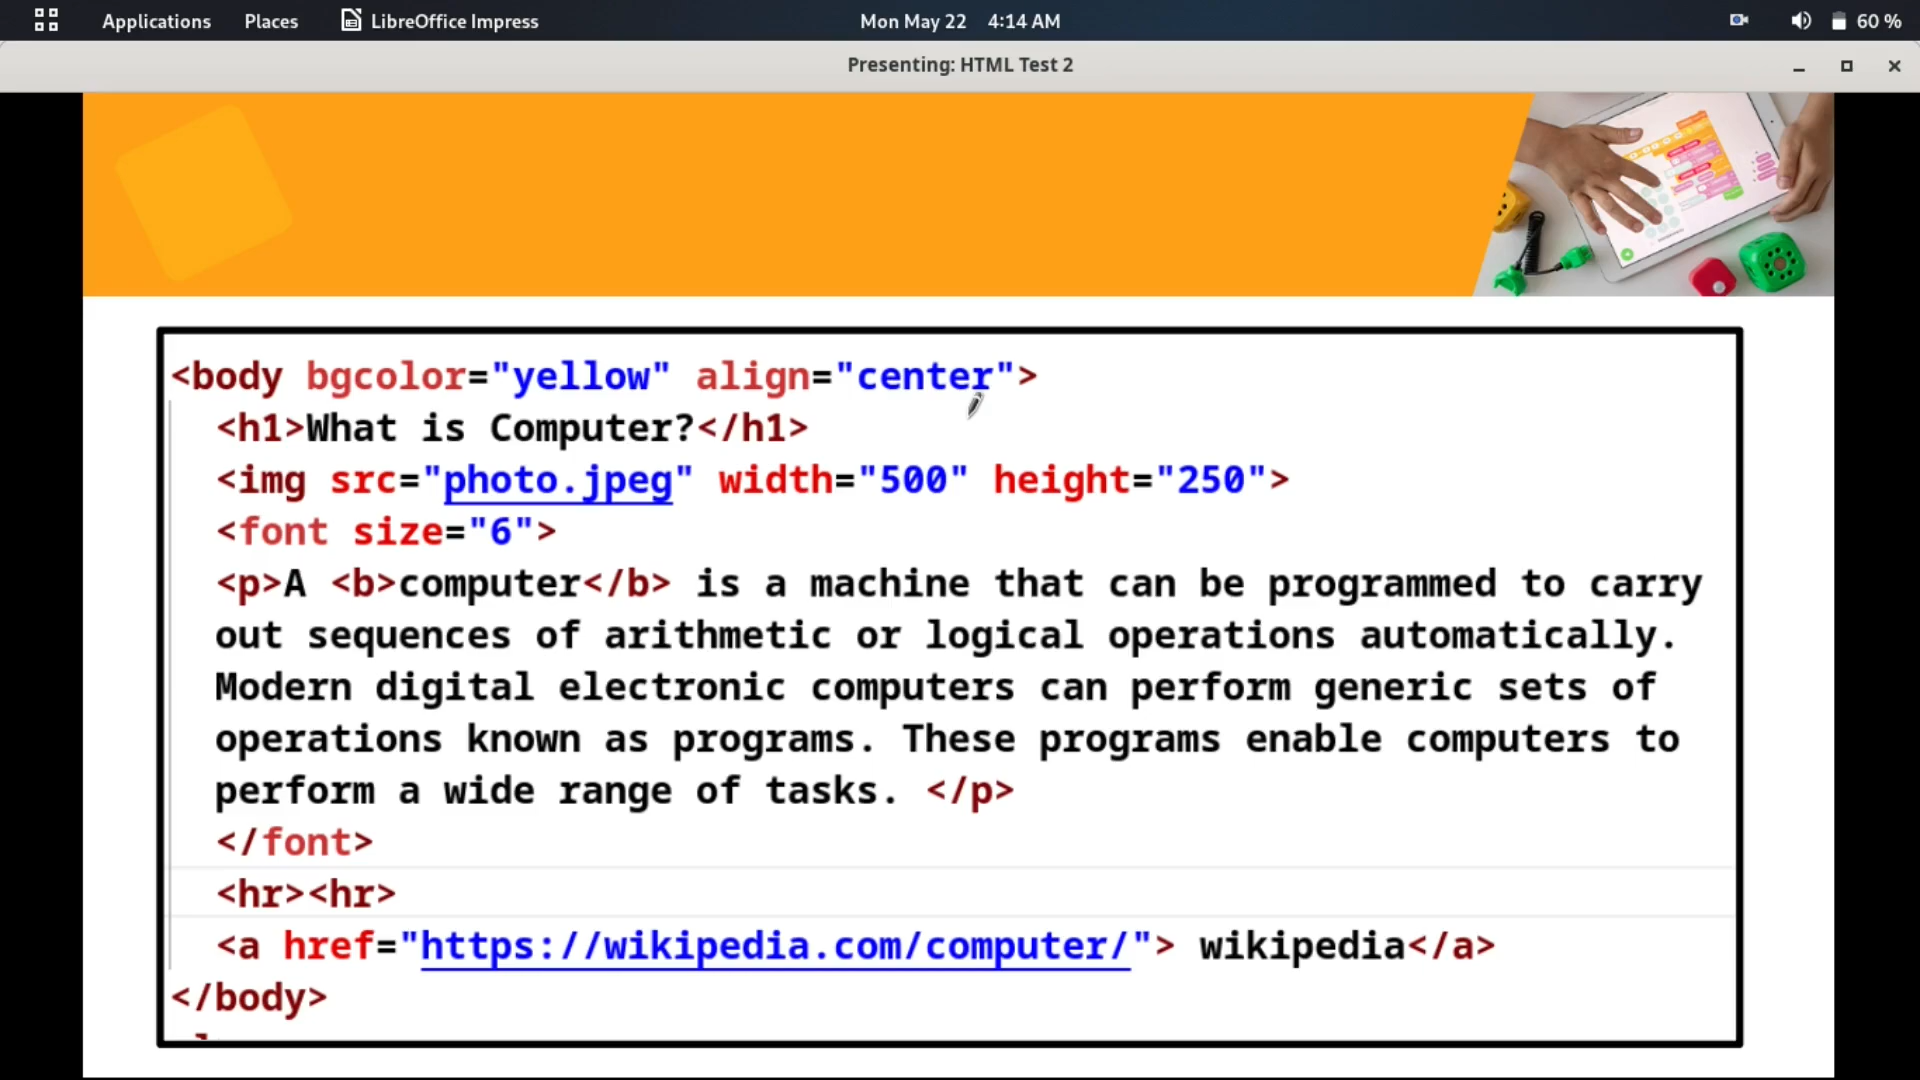 Applications Places LibreOffice Impress Mon May 22 4:14 AM 60 %
Presenting: HTML Test 2
<body bgcolor="yellow" align="center">
<h1>What is Computer?</h1>
<img src="photo.jpeg" width="500" height="250">
<font size="6">
<p>A <b>computer</b> is a machine that can be programmed to carry
out sequences of arithmetic or logical operations automatically.
Modern digital electronic computers can perform generic sets of
operations known as programs. These programs enable computers to
perform a wide range of tasks. </p>
</font>
<hr><hr>
<a href="https://wikipedia.com/computer/"> wikipedia</a>
</body>